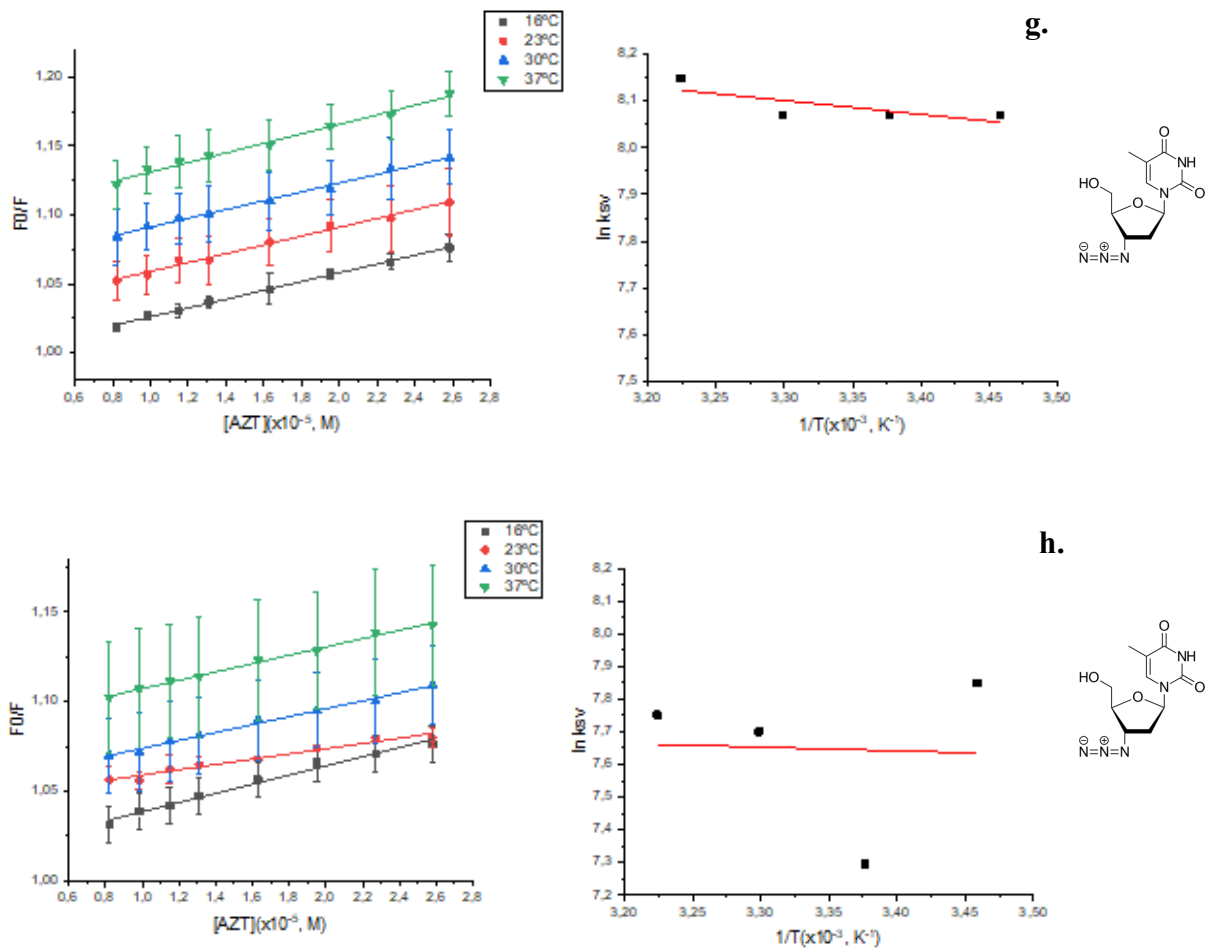 g.
16ºC
23ºC
30ºC
37ºC
1,20
1,15
1,10
1,05
1,00
F0/F
0,6 0,8 1,0 1,2 1,4 1,6 1,8 2,0 2,2 2,4 2,6 2,8
[AZT](x10⁻⁵, M)
8,2
8,1
8,0
7,9
7,8
7,7
7,6
7,5
ln ksv
3,20 3,25 3,30 3,35 3,40 3,45 3,50
1/T(x10⁻³, K⁻¹)
O
NH
HO
O
N
O
⊖ ⊕
N=N=N
h.
16ºC
23ºC
30ºC
37ºC
1,15
1,10
1,05
1,00
F0/F
0,6 0,8 1,0 1,2 1,4 1,6 1,8 2,0 2,2 2,4 2,6 2,8
[AZT](x10⁻⁵, M)
8,2
8,1
8,0
7,9
7,8
7,7
7,6
7,5
7,4
7,3
7,2
ln ksv
3,20 3,25 3,30 3,35 3,40 3,45 3,50
1/T(x10⁻³, K⁻¹)
O
NH
HO
O
N
O
⊖ ⊕
N=N=N